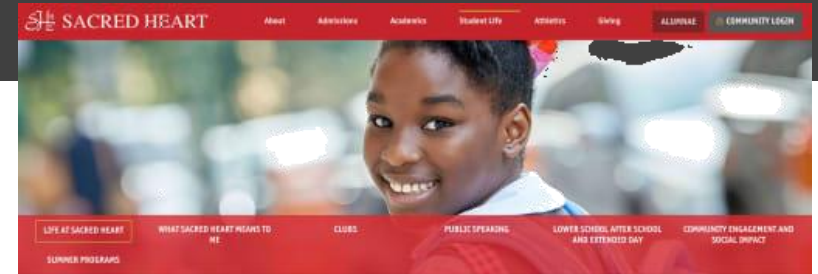 SH SACRED HEART
About Admissions Academics Student Life Athletics Giving ALUMNAE COMMUNITY LOGIN
LIFE AT SACRED HEART WHAT SACRED HEART MEANS TO ME CLUBS PUBLIC SPEAKING LOWER SCHOOL AFTER SCHOOL AND EXTENDED DAY COMMUNITY ENGAGEMENT AND SOCIAL IMPACT
SUMMER PROGRAMS